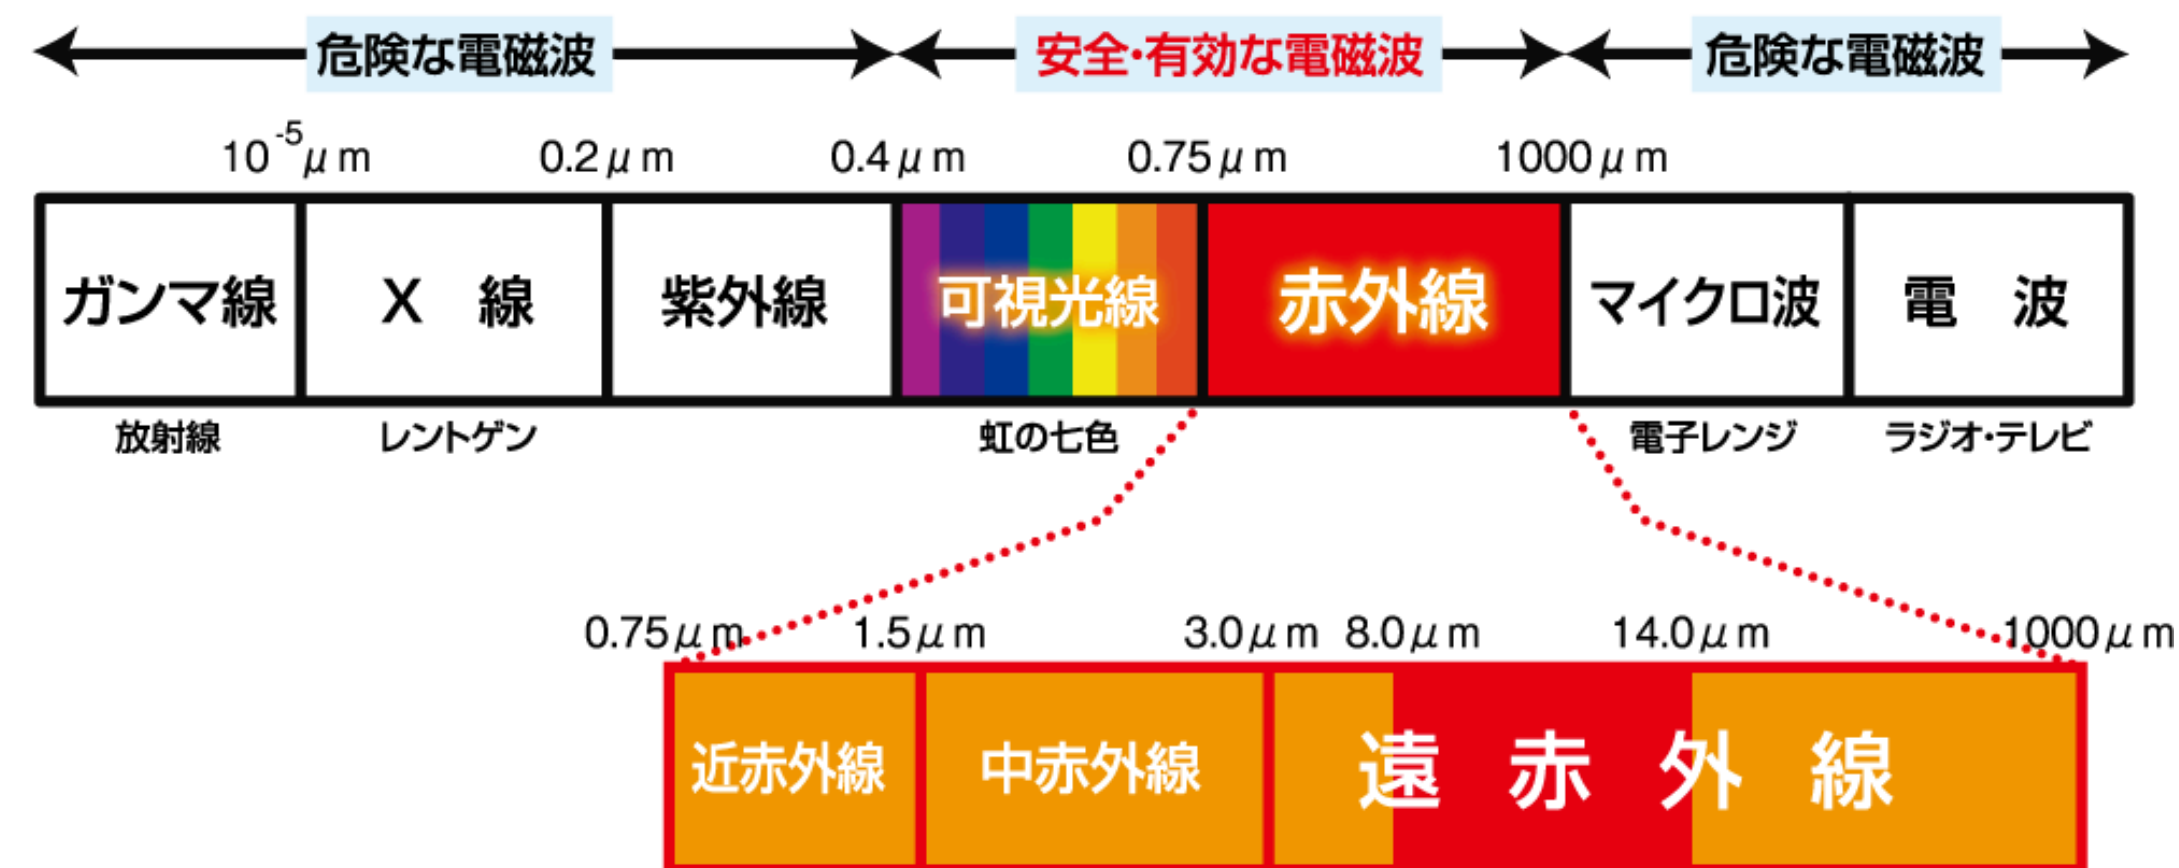 危険な電磁波 安全・有効な電磁波 危険な電磁波
10⁻⁵μm 0.2μm 0.4μm 0.75μm 1000μm
ガンマ線 X 線 紫外線 可視光線 赤外線 マイクロ波 電 波
放射線 レントゲン 虹の七色 電子レンジ ラジオ・テレビ
0.75μm 1.5μm 3.0μm 8.0μm 14.0μm 1000μm
近赤外線 中赤外線 遠 赤 外 線